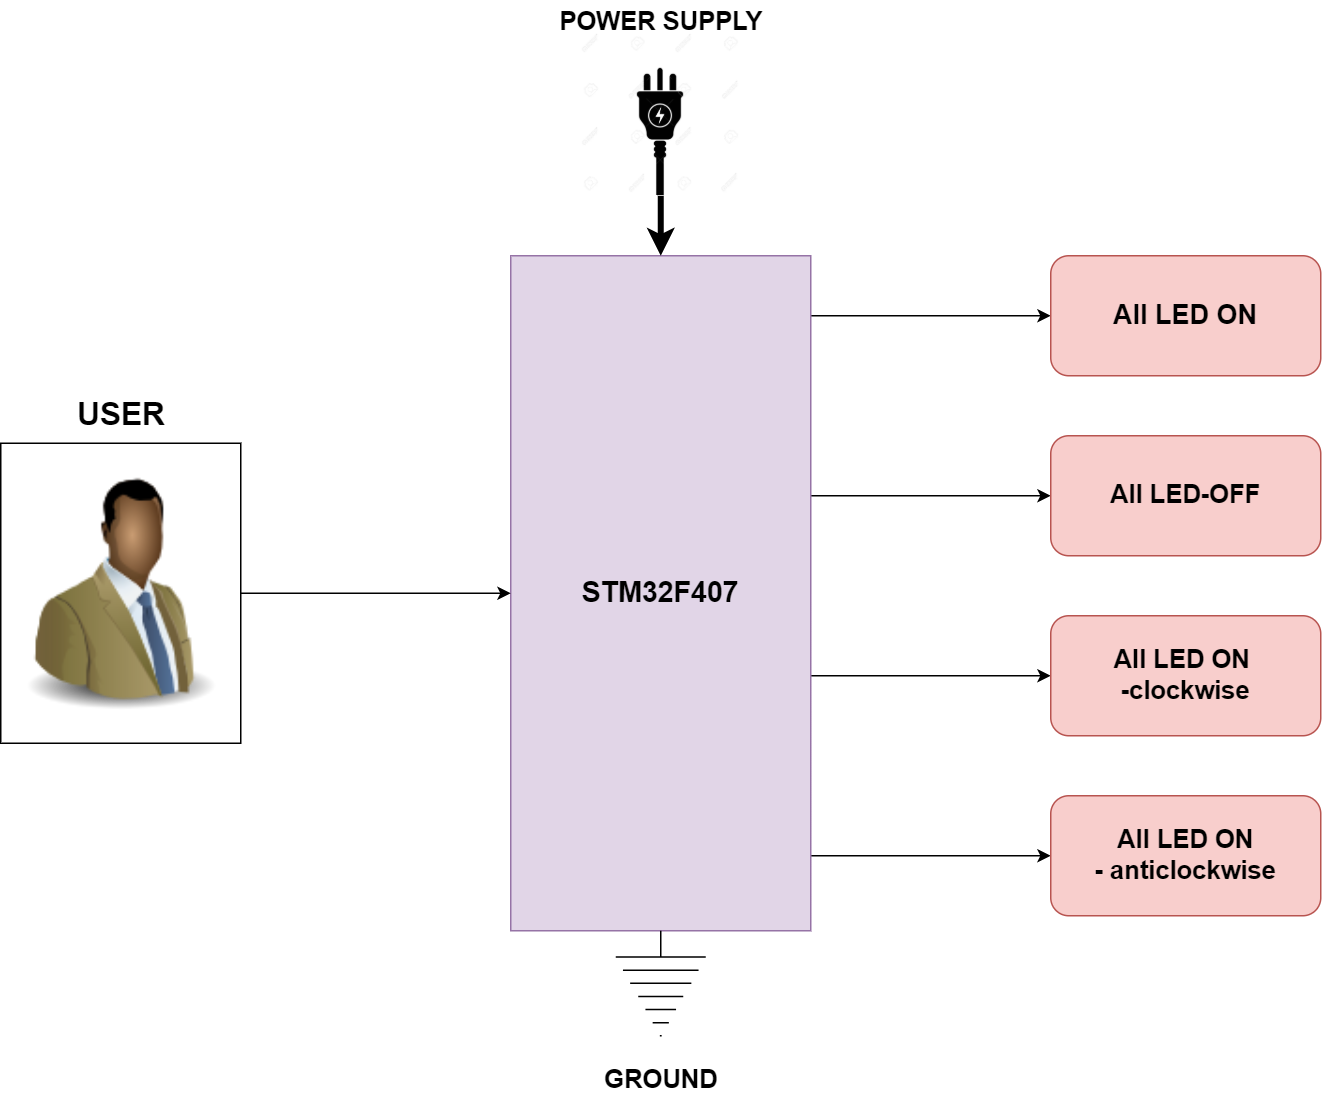 POWER SUPPLY
USER
STM32F407
All LED ON
All LED-OFF
All LED ON
-clockwise
All LED ON
- anticlockwise
GROUND